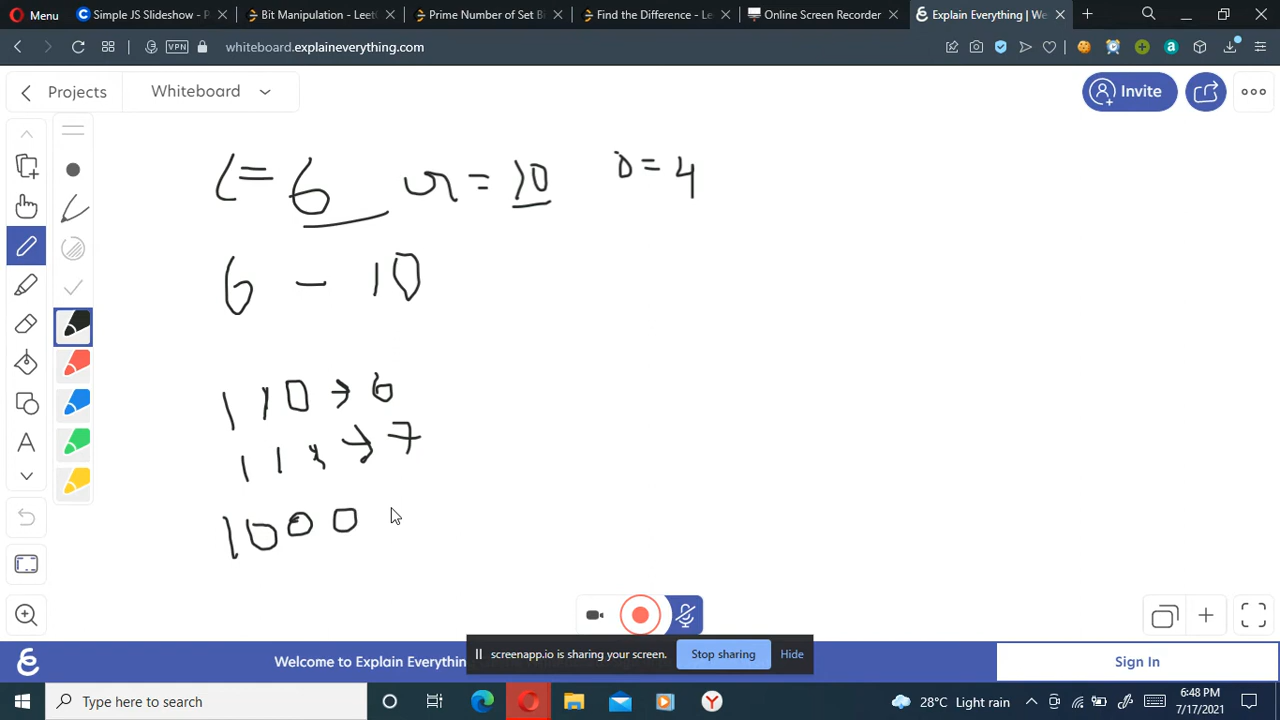 Menu
Simple JS Slideshow - P
Bit Manipulation - Leet
Prime Number of Set Bi
Find the Difference - Le
Online Screen Recorder
Explain Everything | We
VPN
whiteboard.explaineverything.com
Projects
Whiteboard
Invite
l = 6 r = 10 o = 4
6 - 10
110 → 6
111 → 7
1000
A
screenapp.io is sharing your screen.
Stop sharing
Hide
Welcome to Explain Everything
Sign In
Type here to search
28°C Light rain
6:48 PM
7/17/2021